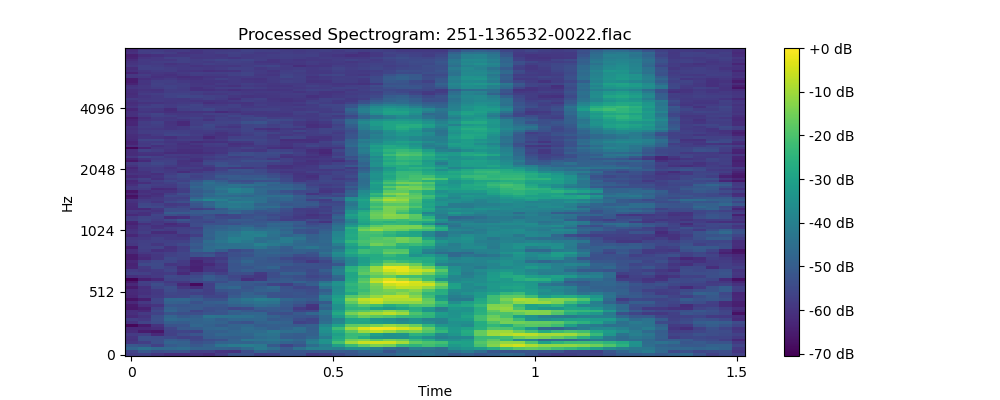 Processed Spectrogram: 251-136532-0022.flac
Hz
4096
2048
1024
512
0
0
0.5
1
1.5
Time
+0 dB
-10 dB
-20 dB
-30 dB
-40 dB
-50 dB
-60 dB
-70 dB